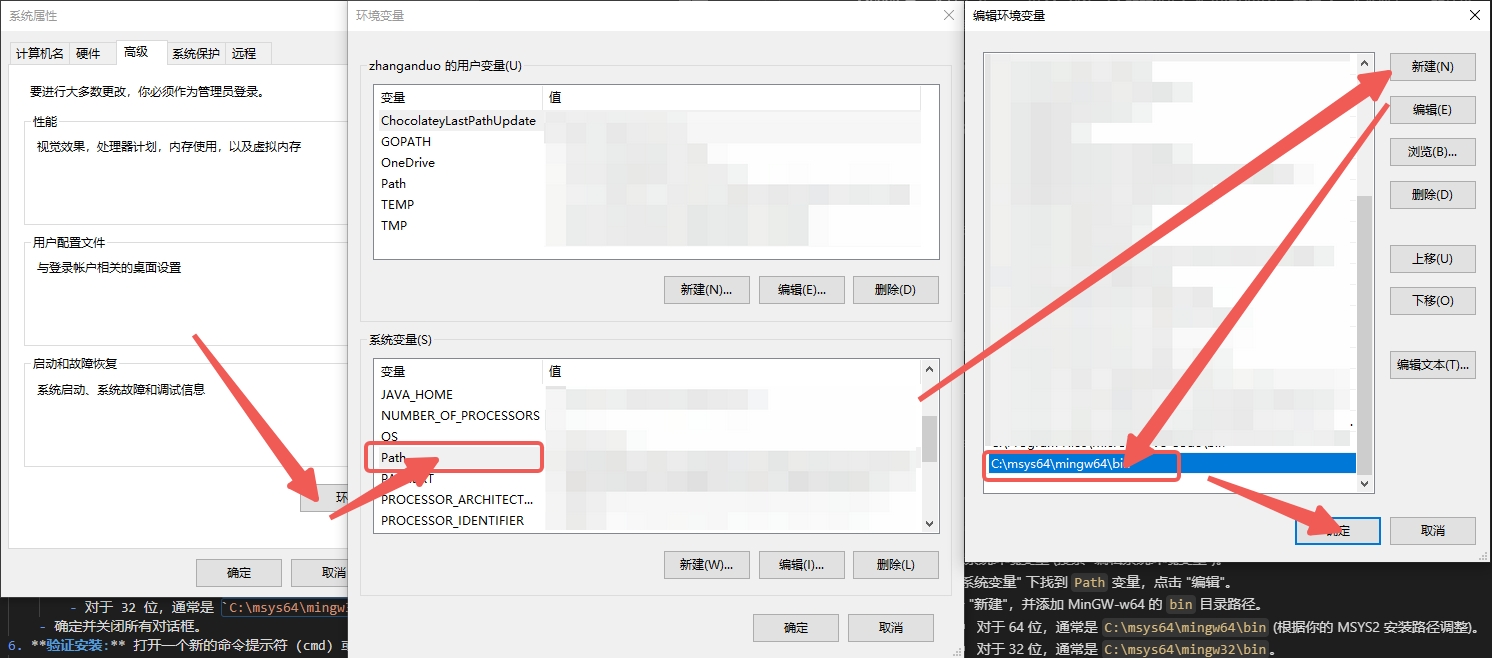 系统属性
计算机名
硬件
高级
系统保护
远程
要进行大多数更改，你必须作为管理员登录。
性能
视觉效果，处理器计划，内存使用，以及虚拟内存
用户配置文件
与登录帐户相关的桌面设置
启动和故障恢复
系统启动、系统故障和调试信息
环
确定
取消
环境变量
zhanganduo 的用户变量(U)
变量
值
ChocolateyLastPathUpdate
GOPATH
OneDrive
Path
TEMP
TMP
新建(N)...
编辑(E)...
删除(D)
系统变量(S)
变量
值
JAVA_HOME
NUMBER_OF_PROCESSORS
OS
Path
PROCESSOR_ARCHITECT...
PROCESSOR_IDENTIFIER
新建(W)...
编辑(I)...
删除(L)
确定
取消
编辑环境变量
C:\msys64\mingw64\bin
新建(N)
编辑(E)
浏览(B)...
删除(D)
上移(U)
下移(O)
编辑文本(T)...
确定
取消
- 对于 32 位，通常是 `C:\msys64\mingw3
- 确定并关闭所有对话框。
6. **验证安装:** 打开一个新的命令提示符 (cmd)
系统变量" 下找到 Path 变量，点击 "编辑"。
"新建"，并添加 MinGW-w64 的 bin 目录路径。
对于 64 位，通常是 C:\msys64\mingw64\bin (根据你的 MSYS2 安装路径调整)。
对于 32 位，通常是 C:\msys64\mingw32\bin 。